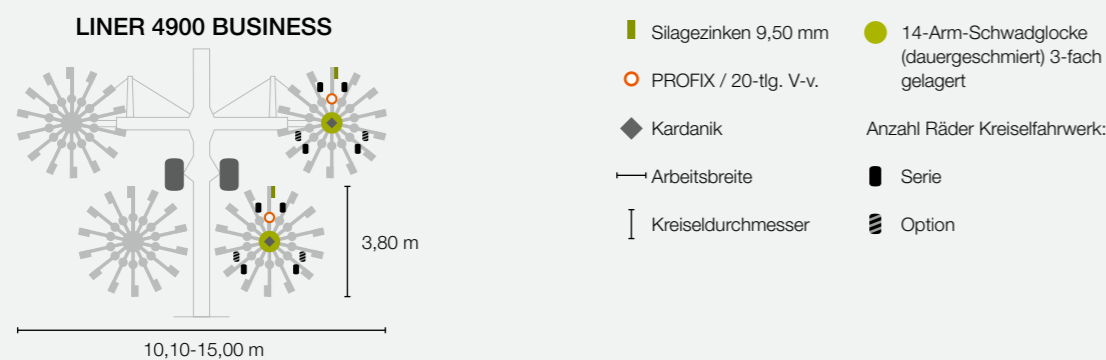 LINER 4900 BUSINESS
3,80 m
10,10-15,00 m
Silagezinken 9,50 mm
PROFIX / 20-tlg. V-v.
Kardanik
Arbeitsbreite
Kreiseldurchmesser
14-Arm-Schwadglocke
(dauergeschmiert) 3-fach
gelagert
Anzahl Räder Kreiselfahrwerk:
Serie
Option